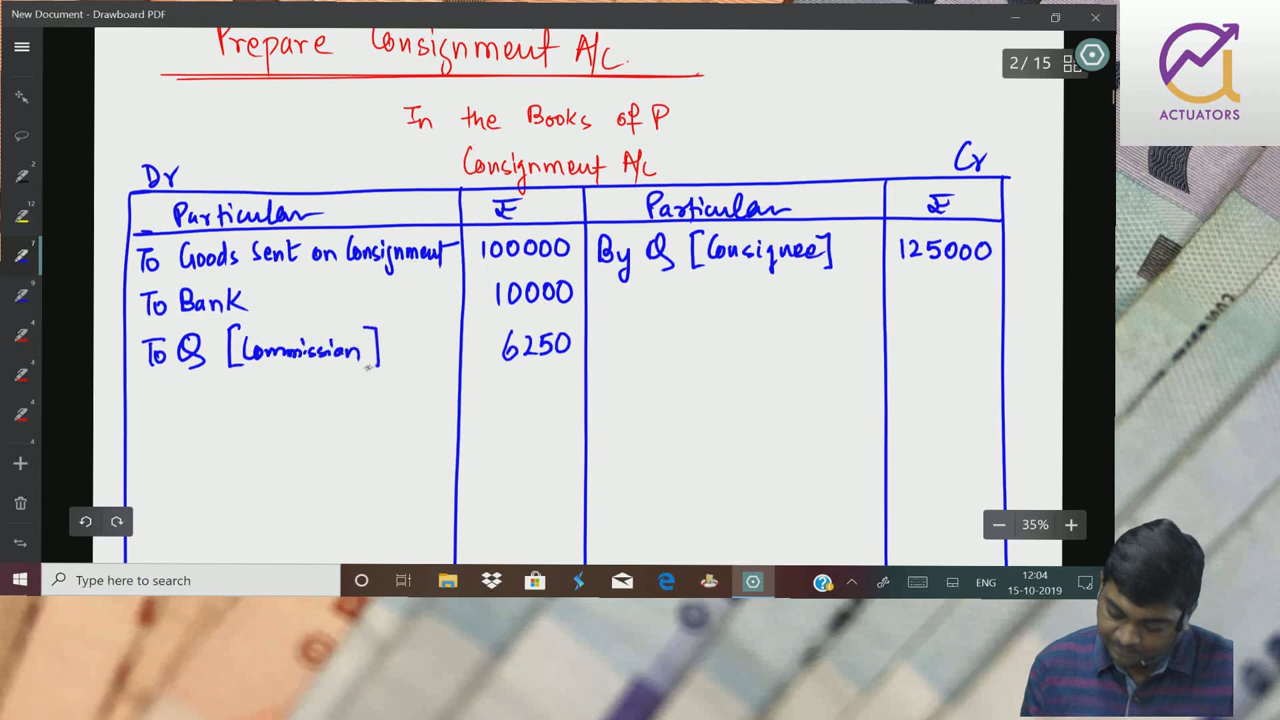 New Document - Drawboard PDF
Prepare Consignment A/c.
2 / 15
ACTUATORS
In the Books of P
Consignment A/c
Dr Cr
Particular ₹ Particular ₹
To Goods sent on Consignment 100000 By Q [Consignee] 125000
To Bank 10000
To Q [Commission] 6250
35%
Type here to search
ENG
12:04
15-10-2019